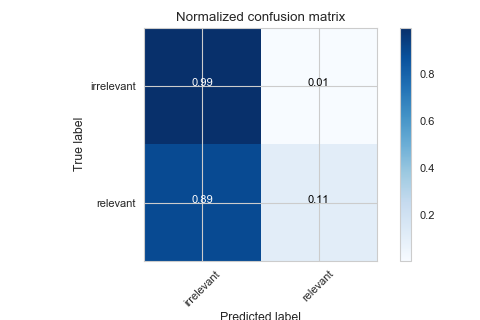 Normalized confusion matrix
irrelevant
0.99
0.01
0.8
0.6
True label
0.4
relevant
0.89
0.11
0.2
irrelevant
relevant
Predicted label